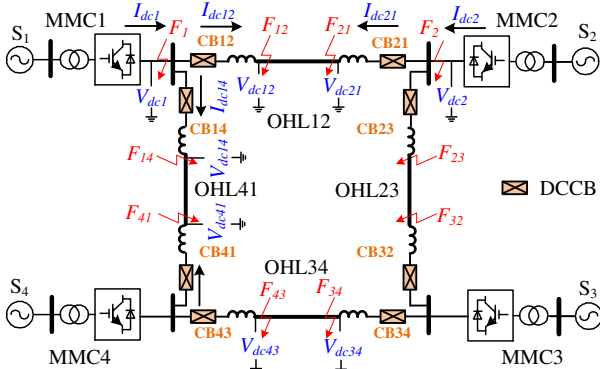 I_dc1 I_dc12 F_12 F_21 I_dc21 I_dc2
MMC1 F_1 CB12 CB21 F_2 MMC2
S_1 S_2
V_dc1 V_dc12 V_dc21 V_dc2
I_dc14 OHL12
CB14 CB23
F_14 V_dc14 F_23
OHL41 OHL23 DCCB
F_41 V_dc41 F_32
CB41 CB32
OHL34
S_4 F_43 F_34 S_3
CB43 CB34
MMC4 V_dc43 V_dc34 MMC3